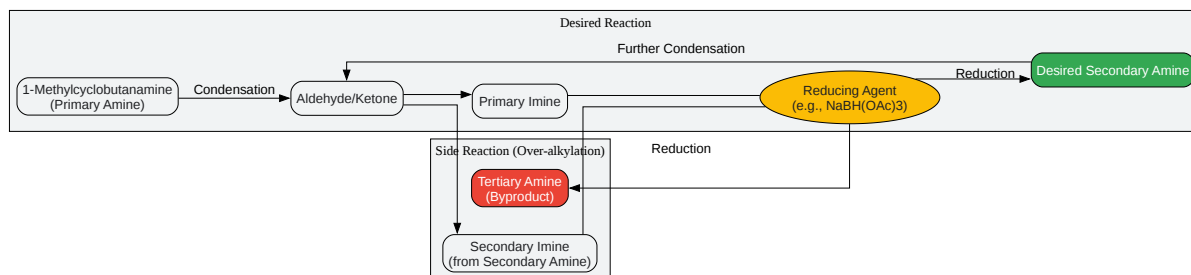 Desired Reaction
Further Condensation
1-Methylcyclobutanamine
(Primary Amine)
Condensation
Aldehyde/Ketone
Primary Imine
Reducing Agent
(e.g., NaBH(OAc)3)
Reduction
Desired Secondary Amine
Side Reaction (Over-alkylation)
Reduction
Tertiary Amine
(Byproduct)
Secondary Imine
(from Secondary Amine)